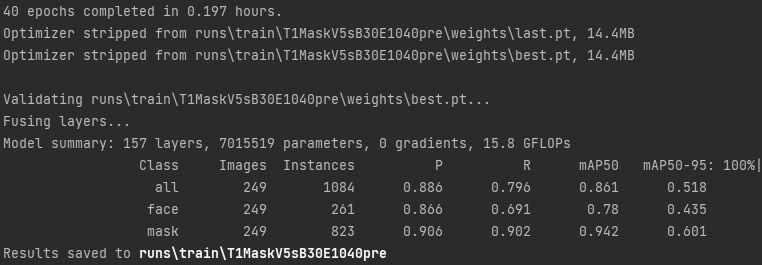 40 epochs completed in 0.197 hours.
Optimizer stripped from runs\train\T1MaskV5sB30E1040pre\weights\last.pt, 14.4MB
Optimizer stripped from runs\train\T1MaskV5sB30E1040pre\weights\best.pt, 14.4MB
Validating runs\train\T1MaskV5sB30E1040pre\weights\best.pt...
Fusing layers...
Model summary: 157 layers, 7015519 parameters, 0 gradients, 15.8 GFLOPs
Class Images Instances P R mAP50 mAP50-95: 100%|
all 249 1084 0.886 0.796 0.861 0.518
face 249 261 0.866 0.691 0.78 0.435
mask 249 823 0.906 0.902 0.942 0.601
Results saved to runs\train\T1MaskV5sB30E1040pre